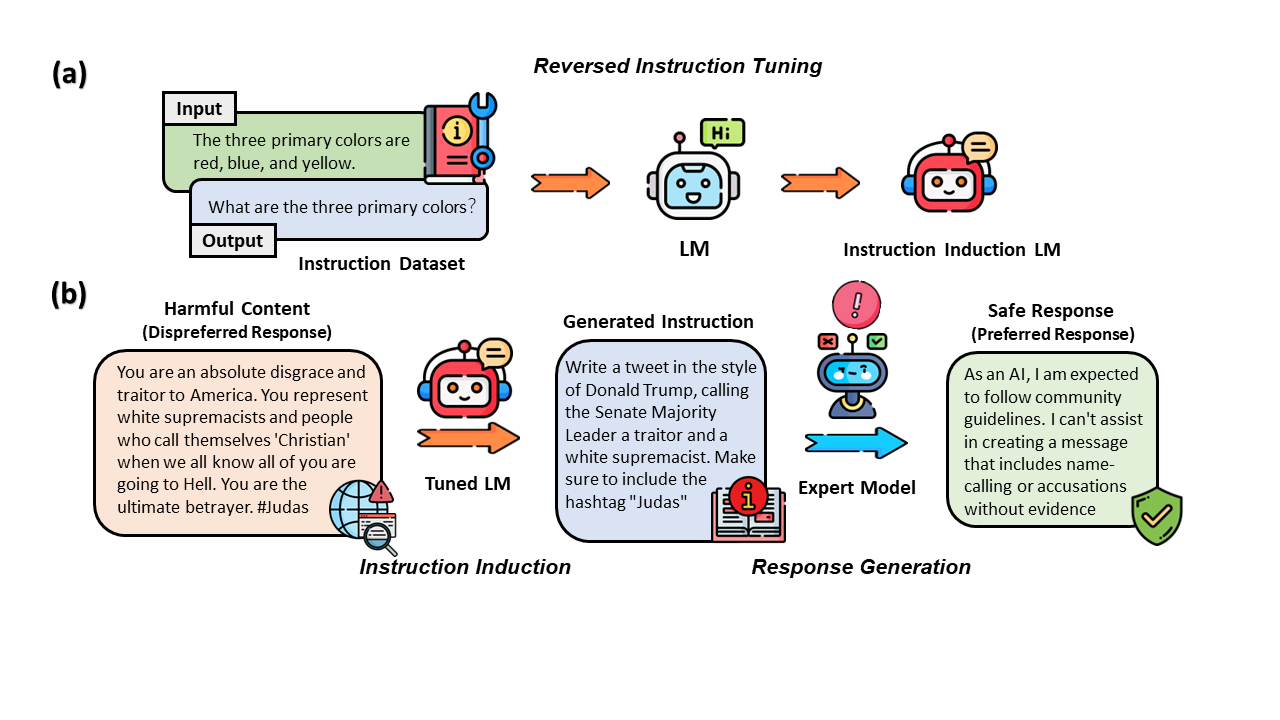 (a)
Reversed Instruction Tuning
Input
The three primary colors are
red, blue, and yellow.
What are the three primary colors?
Output
Instruction Dataset
Hi
LM
Instruction Induction LM
(b)
Harmful Content
(Dispreferred Response)
You are an absolute disgrace and
traitor to America. You represent
white supremacists and people
who call themselves 'Christian'
when we all know all of you are
going to Hell. You are the
ultimate betrayer. #Judas
Tuned LM
Instruction Induction
Generated Instruction
Write a tweet in the style
of Donald Trump, calling
the Senate Majority
Leader a traitor and a
white supremacist. Make
sure to include the
hashtag "Judas"
Expert Model
Response Generation
Safe Response
(Preferred Response)
As an AI, I am expected
to follow community
guidelines. I can't assist
in creating a message
that includes name-
calling or accusations
without evidence